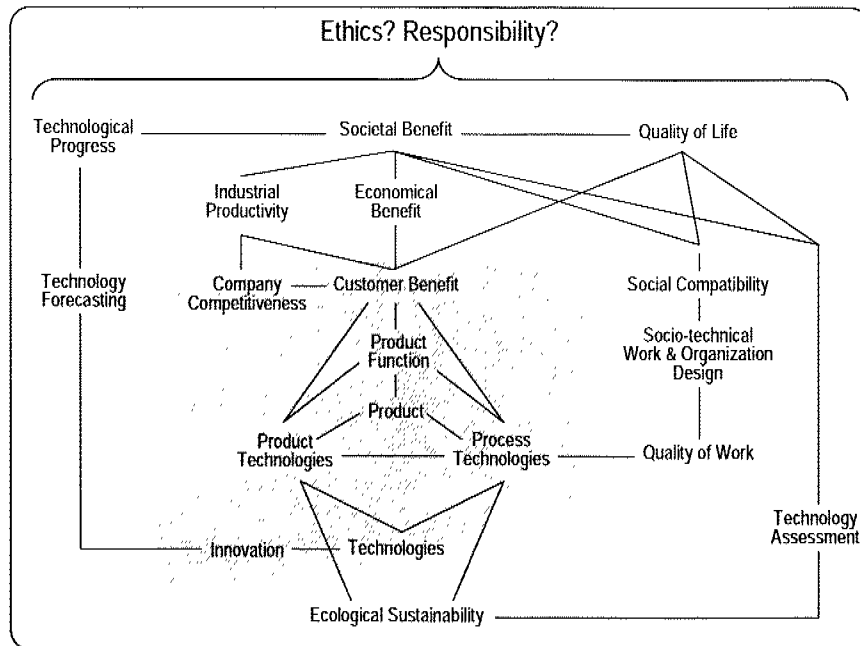 Ethics? Responsibility?
Technological
Progress
Societal Benefit
Quality of Life
Industrial
Productivity
Economical
Benefit
Technology
Forecasting
Company
Competitiveness
Customer Benefit
Social Compatibility
Product
Function
Socio-technical
Work & Organization
Design
Product
Product
Technologies
Process
Technologies
Quality of Work
Technology
Assessment
Innovation
Technologies
Ecological Sustainability